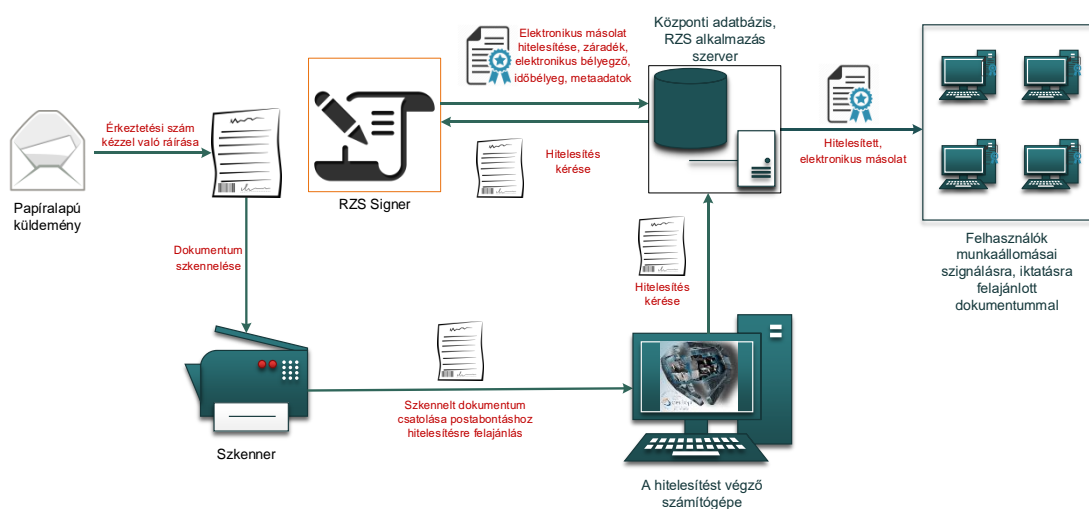 Érkeztetési szám
kézzel való ráírása
Papíralapú
küldemény
Dokumentum
szkennelése
RZS Signer
Elektronikus másolat
hitelesítése, záradék,
elektronikus bélyegző,
időbélyeg, metaadatok
Hitelesítés
kérése
Központi adatbázis,
RZS alkalmazás
szerver
Hitelesített,
elektronikus másolat
Felhasználók
munkaállomásai
szignálásra, iktatásra
felajánlott
dokumentummal
Szkenner
Szkennelt dokumentum
csatolása postabontáshoz
hitelesítésre felajánlás
Hitelesítés
kérése
A hitelesítést végző
számítógépe